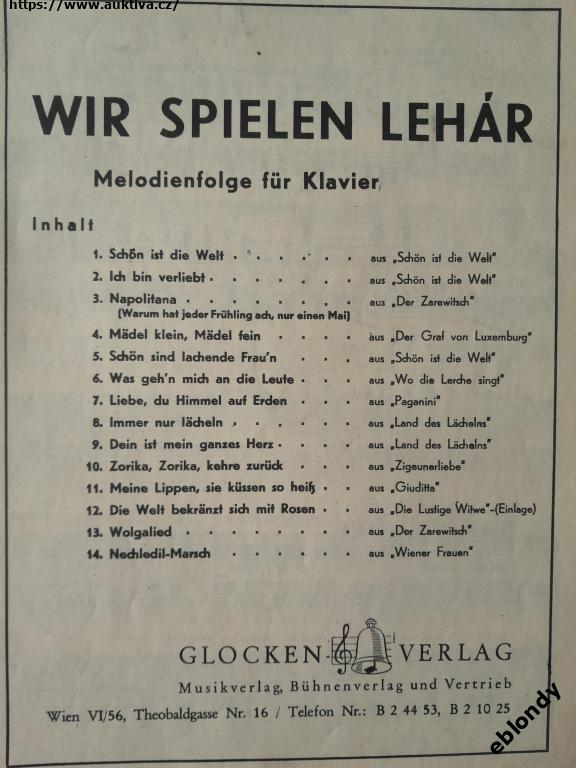 https://www.auktiva.cz/
WIR SPIELEN LEHÁR
Melodienfolge für Klavier
Inhalt
1. Schön ist die Welt . . . . . . aus „Schön ist die Welt"
2. Ich bin verliebt . . . . . . . aus „Schön ist die Welt"
3. Napolitana . . . . . . . . aus „Der Zarewitsch"
(Warum hat jeder Frühling ach, nur einen Mai)
4. Mädel klein, Mädel fein . . . . aus „Der Graf von Luxemburg"
5. Schön sind lachende Frau'n . . . aus „Schön ist die Welt"
6. Was geh'n mich an die Leute . . . aus „Wo die Lerche singt"
7. Liebe, du Himmel auf Erden . . . aus „Paganini"
8. Immer nur lächeln . . . . . . aus „Land des Lächelns"
9. Dein ist mein ganzes Herz . . . . aus „Land des Lächelns"
10. Zorika, Zorika, kehre zurück . . . aus „Zigeunerliebe"
11. Meine Lippen, sie küssen so heiß . . aus „Giuditta"
12. Die Welt bekränzt sich mit Rosen . . aus „Die Lustige Witwe"-(Einlage)
13. Wolgalied . . . . . . . . aus „Der Zarewitsch"
14. Nechledil-Marsch . . . . . . aus „Wiener Frauen"
GLOCKEN-VERLAG
Musikverlag, Bühnenverlag und Vertrieb
Wien VI/56, Theobaldgasse Nr. 16 / Telefon Nr.: B 2 44 53, B 2 10 25
eblondy